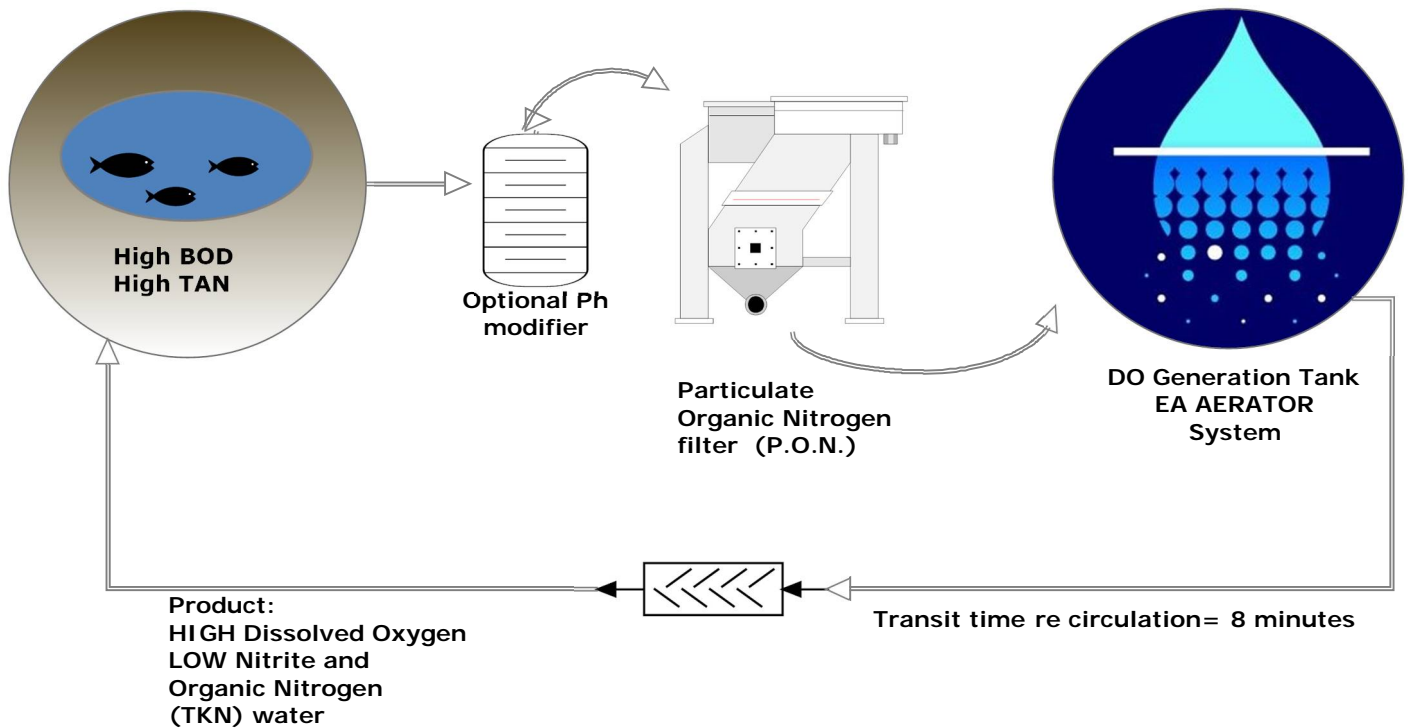 High BOD
High TAN
Optional Ph
modifier
Particulate
Organic Nitrogen
filter (P.O.N.)
DO Generation Tank
EA AERATOR
System
Transit time re circulation= 8 minutes
Product:
HIGH Dissolved Oxygen
LOW Nitrite and
Organic Nitrogen
(TKN) water